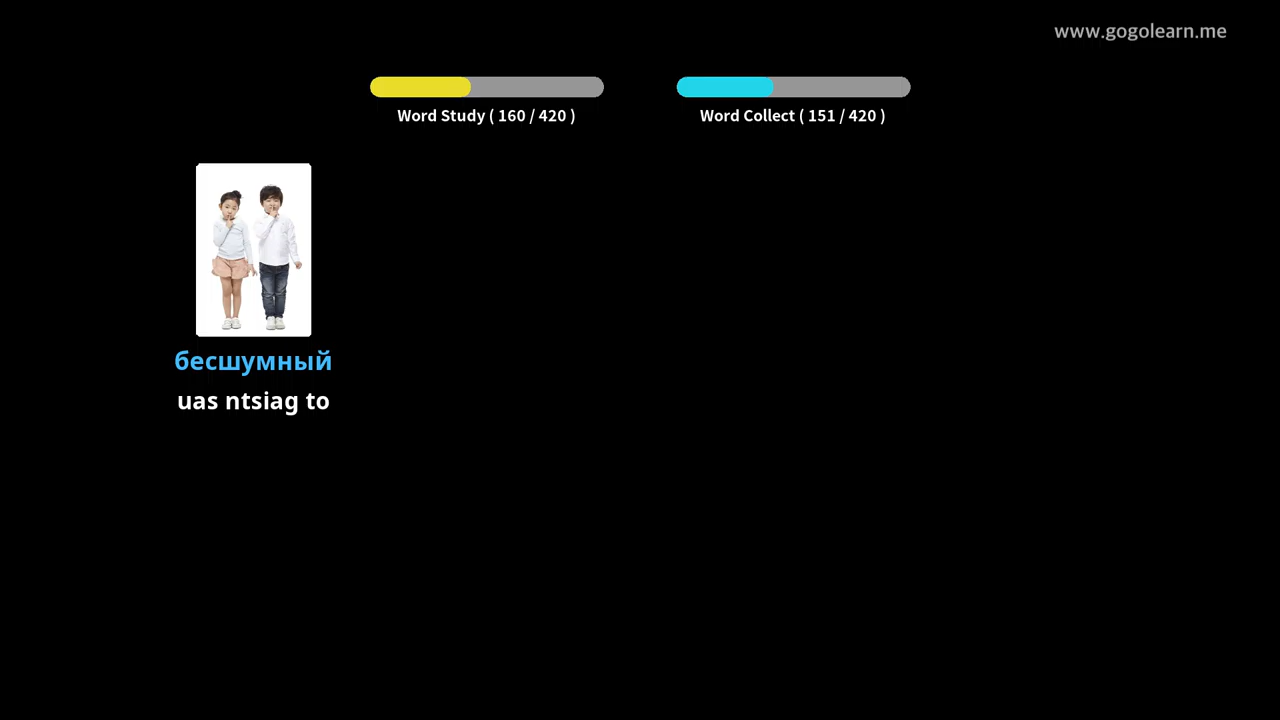 www.gogolearn.me
Word Study ( 160 / 420 )
Word Collect ( 151 / 420 )
бесшумный
uas ntsiag to